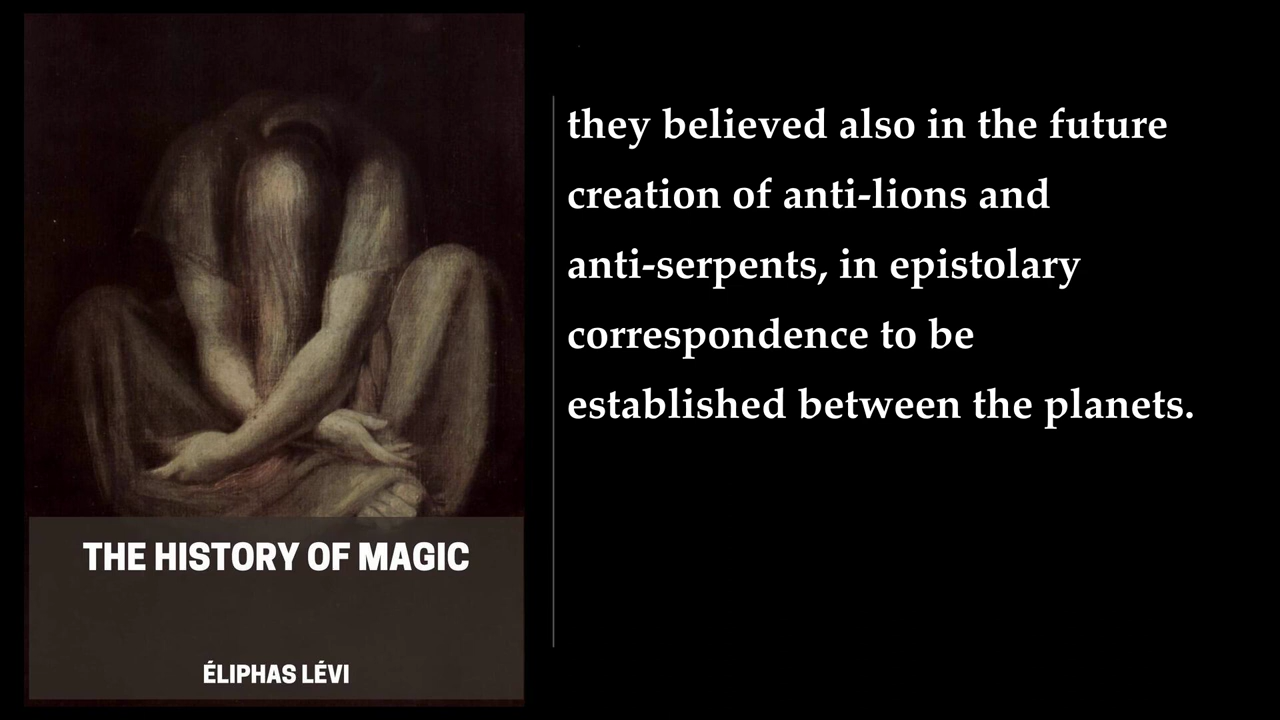 they believed also in the future
creation of anti-lions and
anti-serpents, in epistolary
correspondence to be
established between the planets.
THE HISTORY OF MAGIC
ÉLIPHAS LÉVI